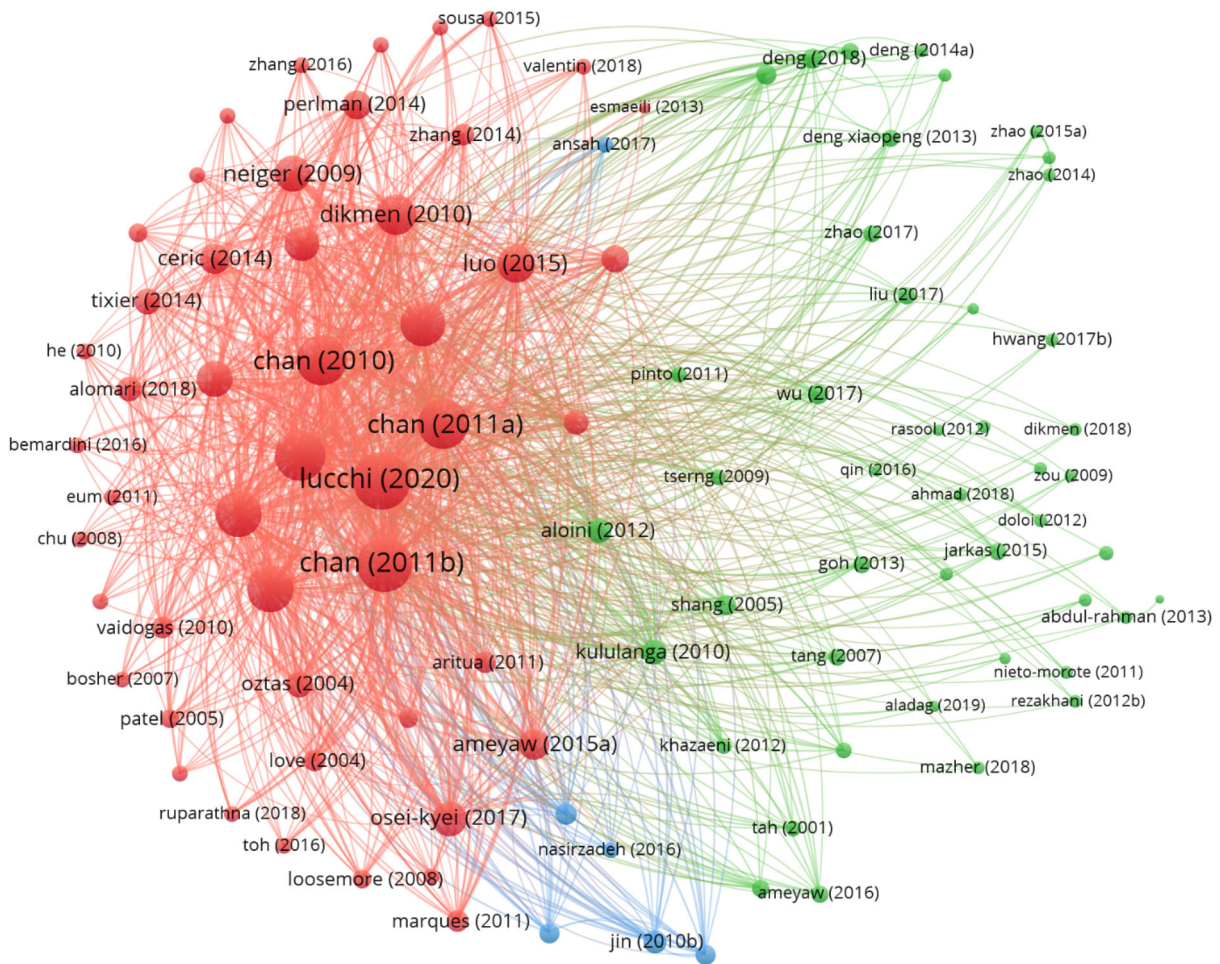 sousa (2015)
deng (2018)
deng (2014a)
zhang (2016)
valentin (2018)
perlman (2014)
esmaeili (2013)
zhang (2014)
ansah (2017)
deng xiaopeng (2013)
zhao (2015a)
neiger (2009)
zhao (2014)
dikmen (2010)
zhao (2017)
ceric (2014)
luo (2015)
tixier (2014)
liu (2017)
he (2010)
chan (2010)
hwang (2017b)
alomari (2018)
pinto (2011)
wu (2017)
chan (2011a)
rasool (2012)
dikmen (2018)
bemardini (2016)
lucchi (2020)
tserng (2009)
qin (2016)
zou (2009)
eum (2011)
ahmad (2018)
chu (2008)
aloini (2012)
doloi (2012)
chan (2011b)
goh (2013)
jarkas (2015)
shang (2005)
abdul-rahman (2013)
vaidogas (2010)
kululanga (2010)
tang (2007)
aritua (2011)
nieto-morote (2011)
bosher (2007)
oztas (2004)
rezakhani (2012b)
aladag (2019)
patel (2005)
ameyaw (2015a)
khazaeni (2012)
love (2004)
mazher (2018)
ruparathna (2018)
osei-kyei (2017)
tah (2001)
toh (2016)
nasirzadeh (2016)
loosemore (2008)
ameyaw (2016)
marques (2011)
jin (2010b)